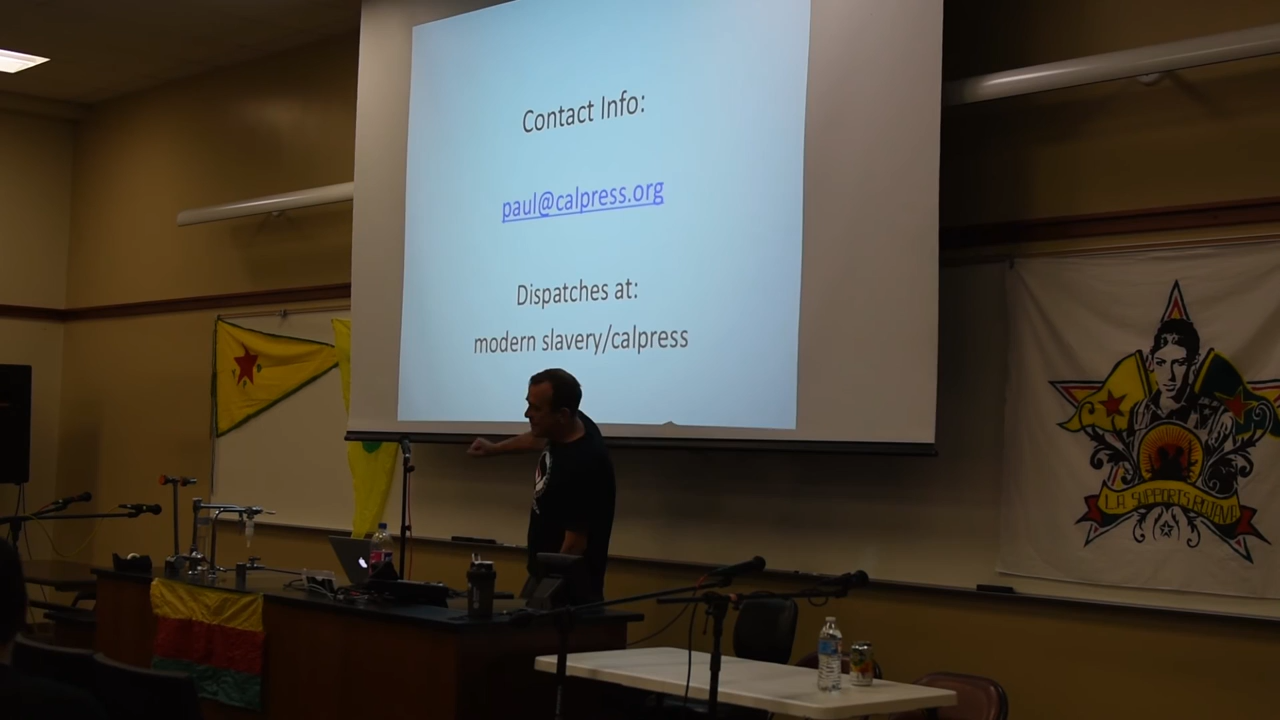 Contact Info:
paul@calpress.org
Dispatches at:
modern slavery/calpress
L.A. SUPPORTS ROJAVA